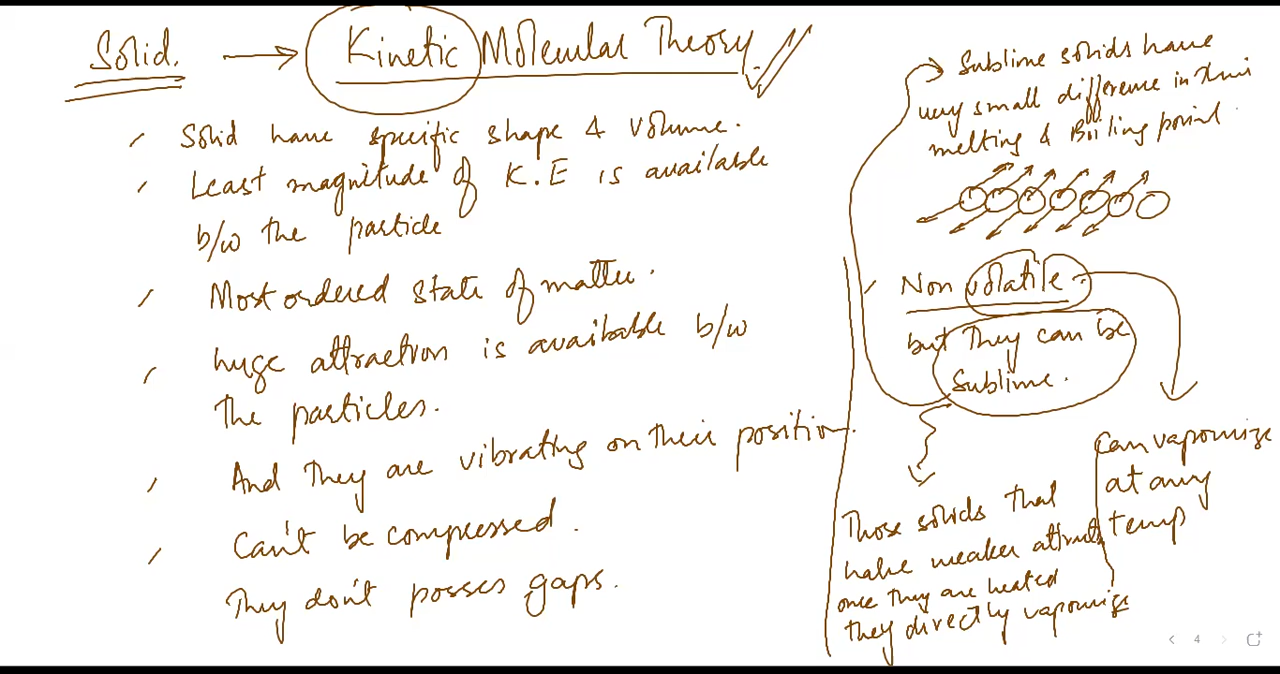 Solid. → Kinetic Molecular Theory
Solid have specific shape & volume.
Least magnitude of K.E is available
b/w the particle
Most ordered state of matter.
huge attraction is available b/w
the particles.
And they are vibrating on their position.
Can't be compressed.
They don't posses gaps.
Sublime solids have
very small difference in their
melting & Boiling point.
Non volatile
but they can be
Sublime.
can vapourize
at any
temp
Those solids that
have weaker attract
once they are heated
they directly vapourize
4